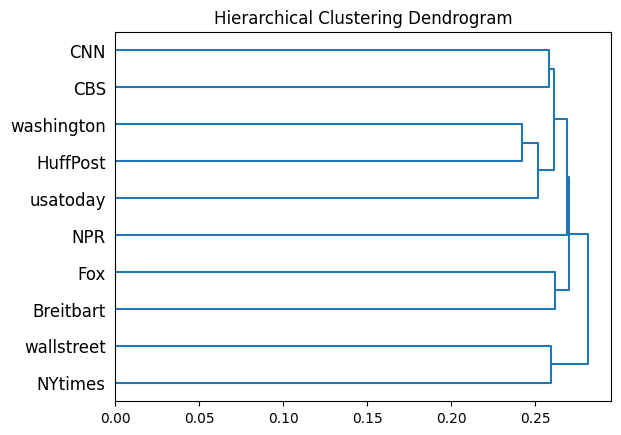 Hierarchical Clustering Dendrogram
CNN
CBS
washington
HuffPost
usatoday
NPR
Fox
Breitbart
wallstreet
NYtimes
0.00 0.05 0.10 0.15 0.20 0.25